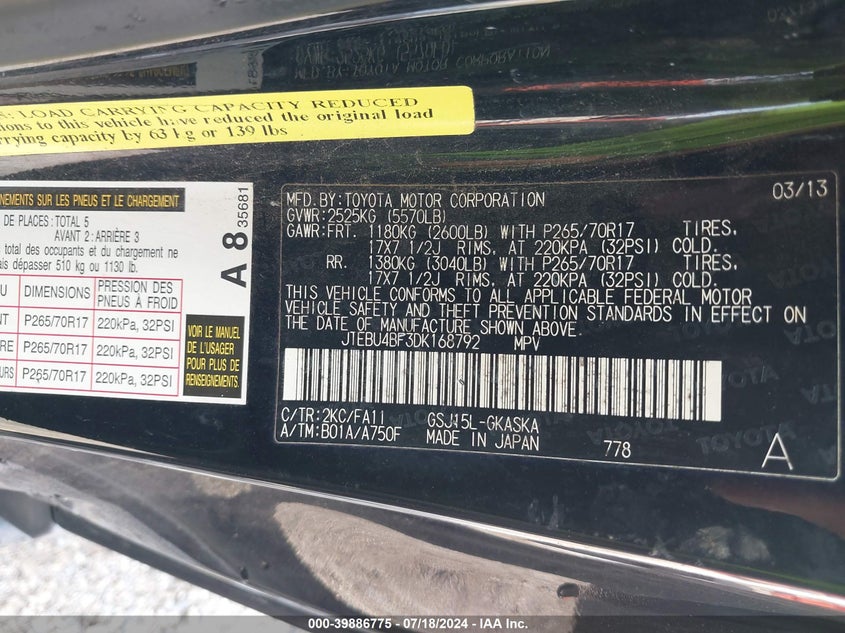 : LOAD CARRYING CAPACITY REDUCED
ions to this vehicle have reduced the original load
rrying capacity by 63 kg or 139 lbs
NEMENTS SUR LES PNEUS ET LE CHARGEMENT
DE PLACES: TOTAL 5
AVANT 2: ARRIÈRE 3
total des occupants et du chargement ne
ais dépasser 510 kg ou 1130 lb.
U DIMENSIONS PRESSION DES PNEUS À FROID
NT P265/70R17 220kPa, 32PSI
RE P265/70R17 220kPa, 32PSI
URS P265/70R17 220kPa, 32PSI
VOIR LE MANUEL
DE L'USAGER
POUR PLUS DE
RENSEIGNEMENTS.
A 8 35681
MFD.BY:TOYOTA MOTOR CORPORATION 03/13
GVWR:2525KG (5570LB)
GAWR:FRT. 1180KG (2600LB) WITH P265/70R17 TIRES,
17X7 1/2J RIMS, AT 220KPA (32PSI) COLD.
RR. 1380KG (3040LB) WITH P265/70R17 TIRES,
17X7 1/2J RIMS, AT 220KPA (32PSI) COLD.
THIS VEHICLE CONFORMS TO ALL APPLICABLE FEDERAL MOTOR
VEHICLE SAFETY AND THEFT PREVENTION STANDARDS IN EFFECT ON
THE DATE OF MANUFACTURE SHOWN ABOVE.
JTEBU4BF3DK168792 MPV
C/TR:2KC/FA11 GSJ15L-GKASKA
A/TM:B01A/A750F MADE IN JAPAN 778 A
000-39886775 - 07/18/2024 - IAA Inc.